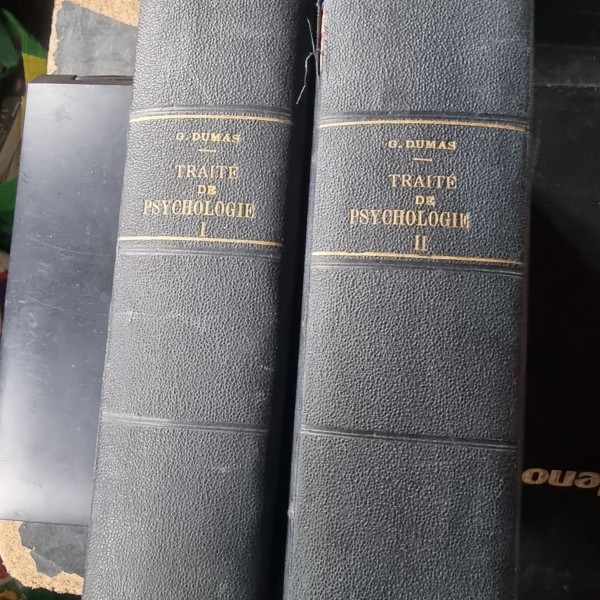 G. DUMAS
TRAITÉ
DE
PSYCHOLOGIE
I
G. DUMAS
TRAITÉ
DE
PSYCHOLOGIE
II